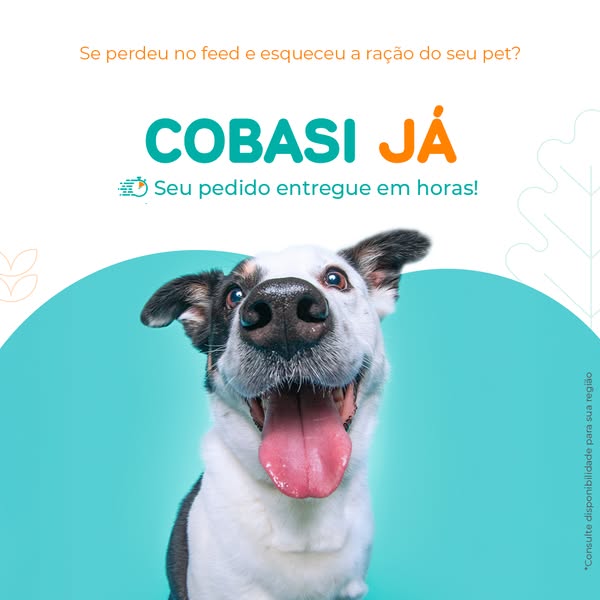 Se perdeu no feed e esqueceu a ração do seu pet?
COBASI JÁ
Seu pedido entregue em horas!
*Consulte disponibilidade para sua região